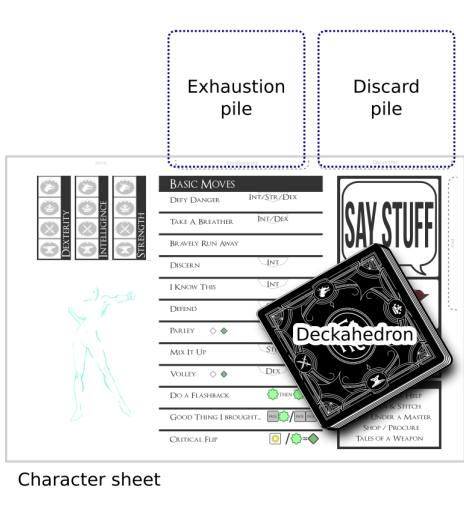 Exhaustion
pile
Discard
pile
BASIC MOVES
DEFY DANGER INT/STR/DEX
TAKE A BREATHER INT/DEX
BRAVELY RUN AWAY
DISCERN INT
I KNOW THIS INT
DEFEND
PARLEY
MIX IT UP
VOLLEY DEX
DO A FLASHBACK THEN
GOOD THING I BROUGHT... /
CRITICAL FLIP / =
DEXTERITY
INTELLIGENCE
STRENGTH
SAY STUFF
Deckahedron
STITCH
UNDER A MASTER
SHOP / PROCURE
TALES OF A WEAPON
Character sheet